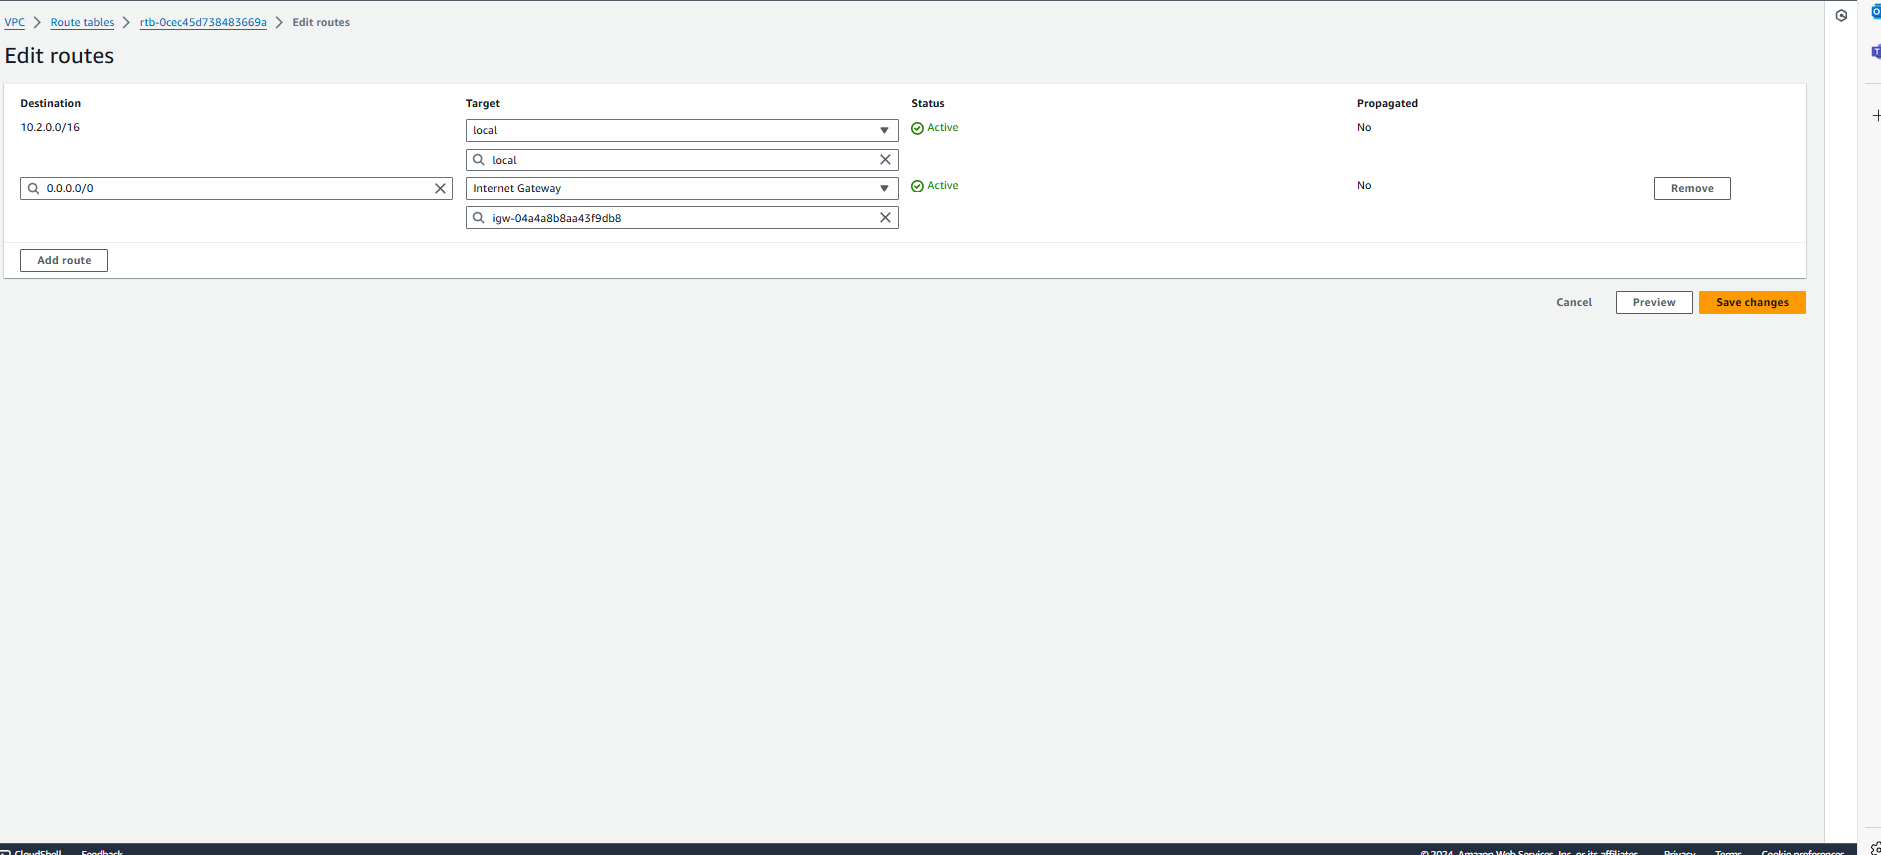 VPC > Route tables > rtb-0cec45d738483669a > Edit routes
Edit routes
Destination Target Status Propagated
10.2.0.0/16 local Active No
local
0.0.0.0/0 Internet Gateway Active No Remove
igw-04a4a8b8aa43f9db8
Add route
Cancel Preview Save changes
CloudShell Feedback © 2024, Amazon Web Services, Inc. or its affiliates. Privacy Terms Cookie preferences